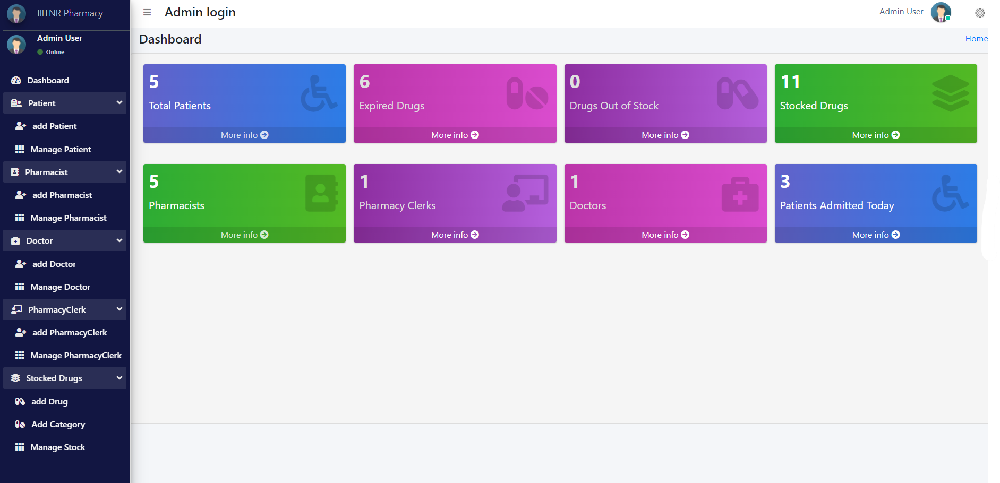 IIITNR Pharmacy
Admin User
Online
Dashboard
Patient
add Patient
Manage Patient
Pharmacist
add Pharmacist
Manage Pharmacist
Doctor
add Doctor
Manage Doctor
PharmacyClerk
add PharmacyClerk
Manage PharmacyClerk
Stocked Drugs
add Drug
Add Category
Manage Stock
Admin login
Admin User
Dashboard
Home
5
Total Patients
More info
6
Expired Drugs
More info
0
Drugs Out of Stock
More info
11
Stocked Drugs
More info
5
Pharmacists
More info
1
Pharmacy Clerks
More info
1
Doctors
More info
3
Patients Admitted Today
More info